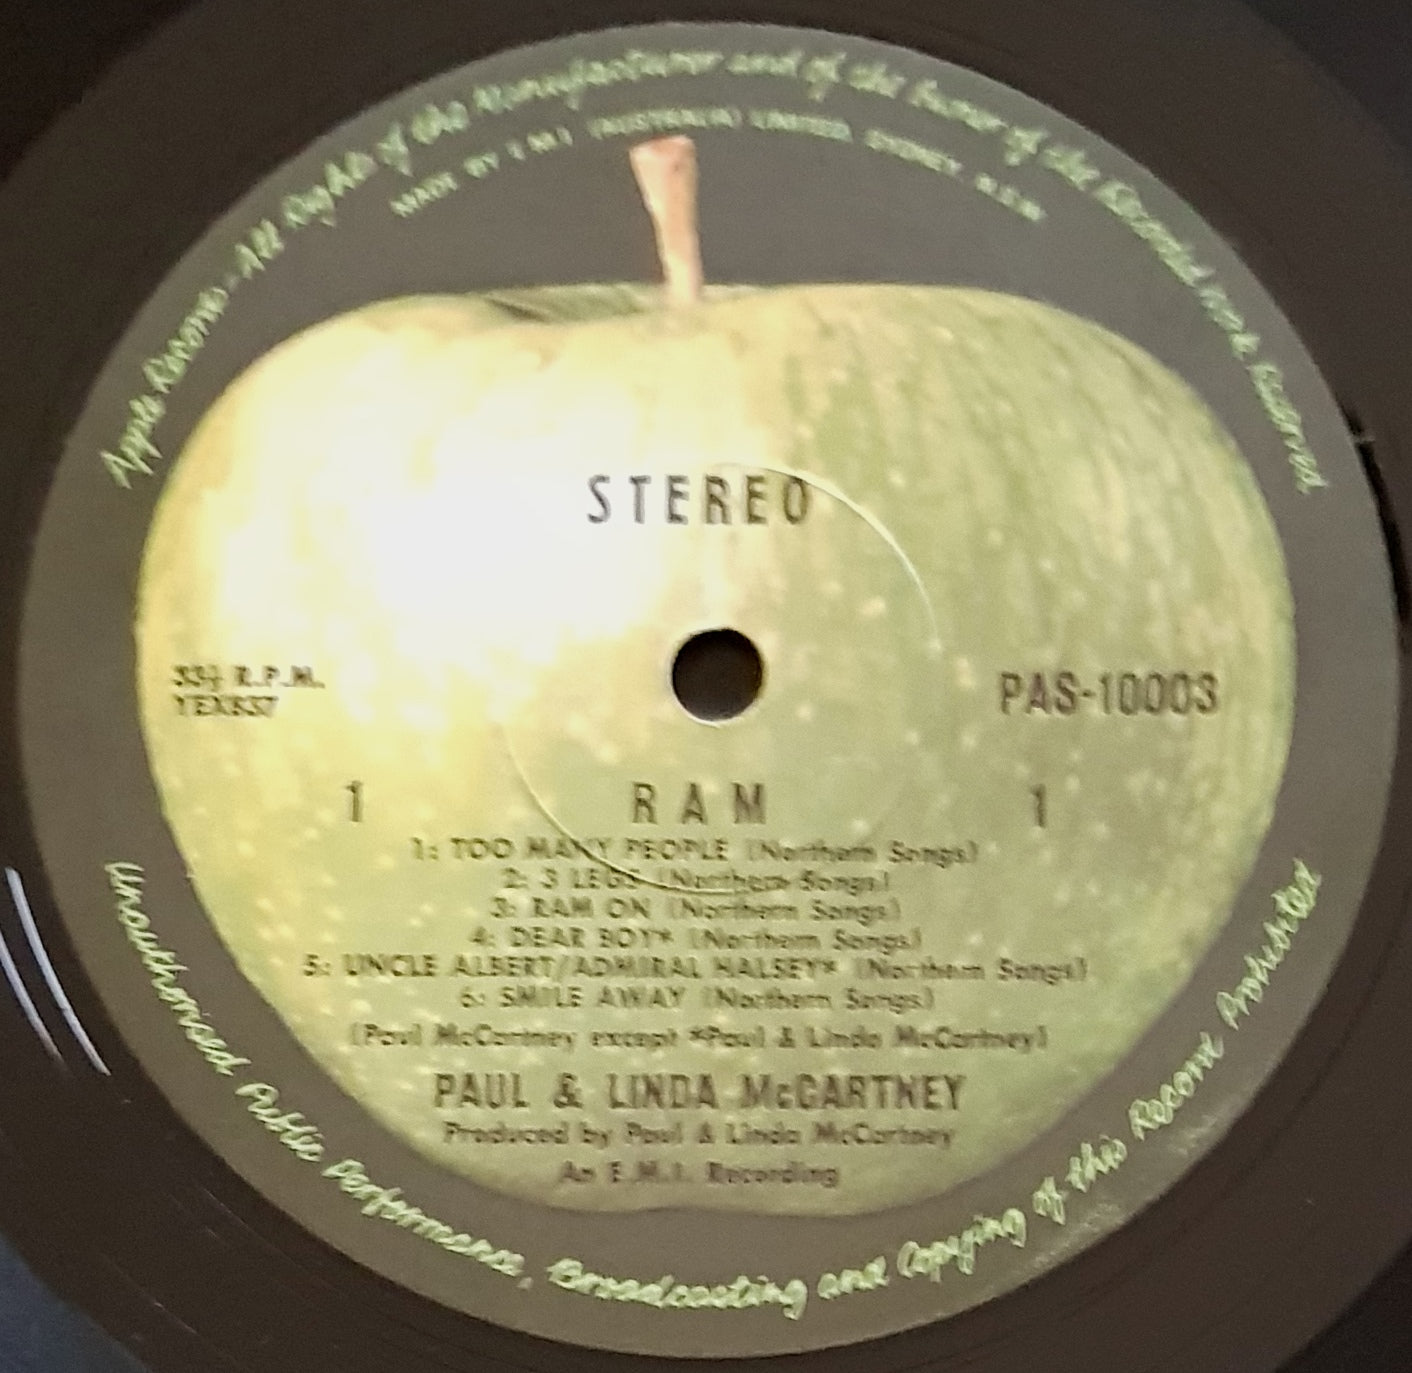 Apple Records - All Rights of the Manufacturer and of the Owner of the Recorded work Reserved
MADE BY E.M.I. (AUSTRALIA) LIMITED, SYDNEY, N.S.W.
STEREO
33⅓ R.P.M.
YEX837
PAS-10003
1
RAM
1
1: TOO MANY PEOPLE (Northern Songs)
2: 3 LEGS (Northern Songs)
3: RAM ON (Northern Songs)
4: DEAR BOY* (Northern Songs)
5: UNCLE ALBERT/ADMIRAL HALSEY* (Northern Songs)
6: SMILE AWAY (Northern Songs)
(Paul McCartney except *Paul & Linda McCartney)
PAUL & LINDA McCARTNEY
Produced by Paul & Linda McCartney
An E.M.I. Recording
Unauthorised Public Performance, Broadcasting and Copying of this Record Prohibited